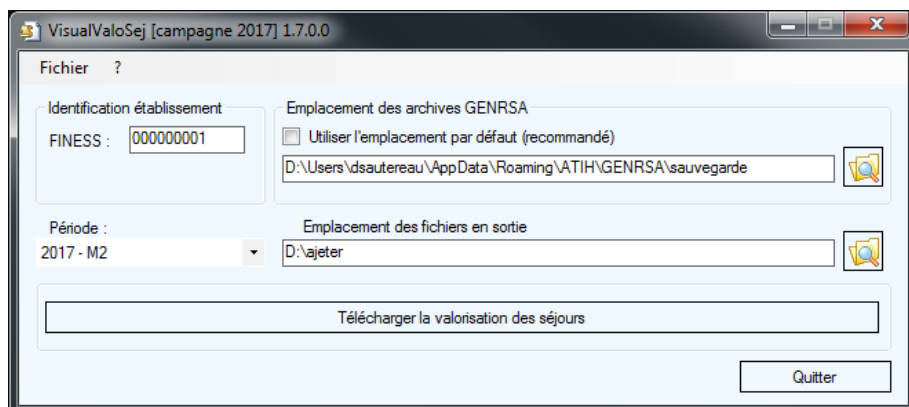 VisualValoSej [campagne 2017] 1.7.0.0
Fichier ?
Identification établissement
FINESS : 000000001
Emplacement des archives GENRSA
Utiliser l'emplacement par défaut (recommandé)
D:\Users\dsautereau\AppData\Roaming\ATIH\GENRSA\sauvegarde
Période :
2017 - M2
Emplacement des fichiers en sortie
D:\ajeter
Télécharger la valorisation des séjours
Quitter